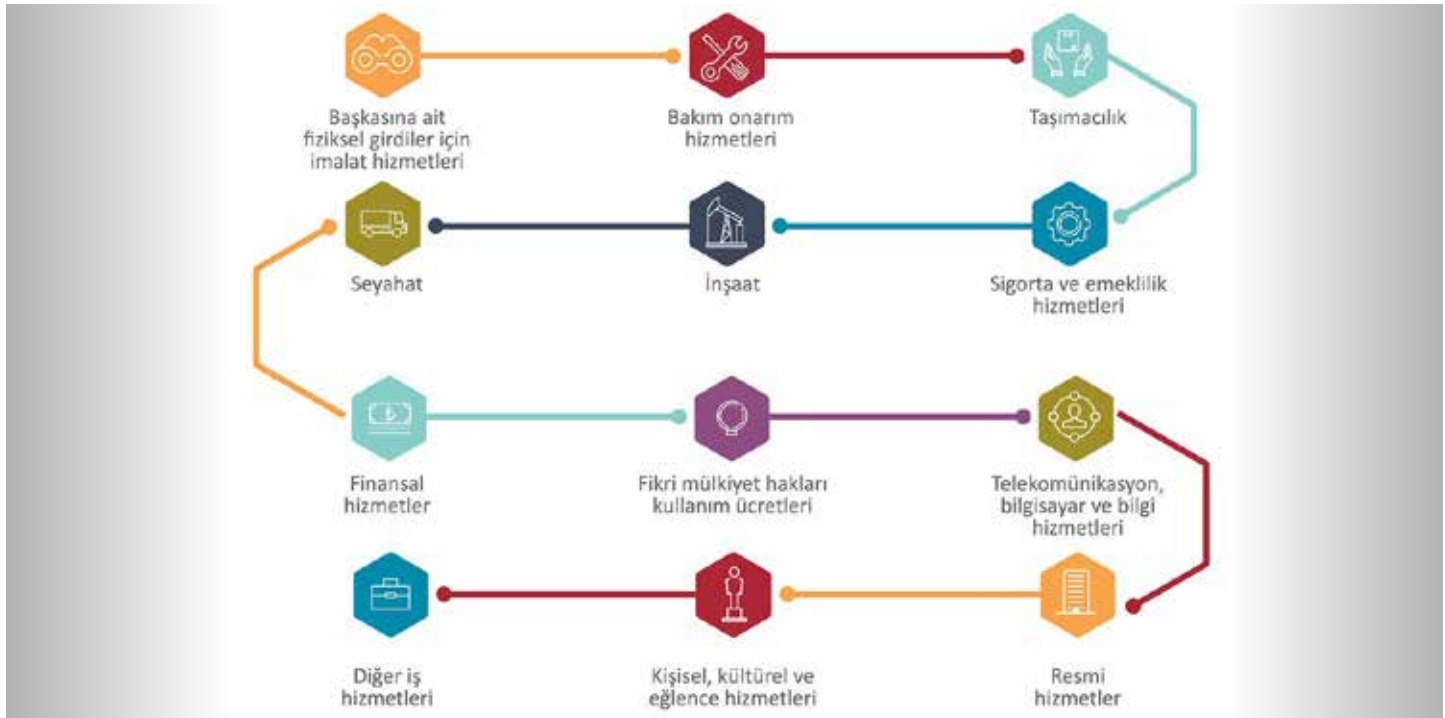 Başkasına ait
fiziksel girdiler için
imalat hizmetleri
Bakım onarım
hizmetleri
Taşımacılık
Seyahat
İnşaat
Sigorta ve emeklilik
hizmetleri
Finansal
hizmetler
Fikri mülkiyet hakları
kullanım ücretleri
Telekomünikasyon,
bilgisayar ve bilgi
hizmetleri
Diğer iş
hizmetleri
Kişisel, kültürel ve
eğlence hizmetleri
Resmi
hizmetler